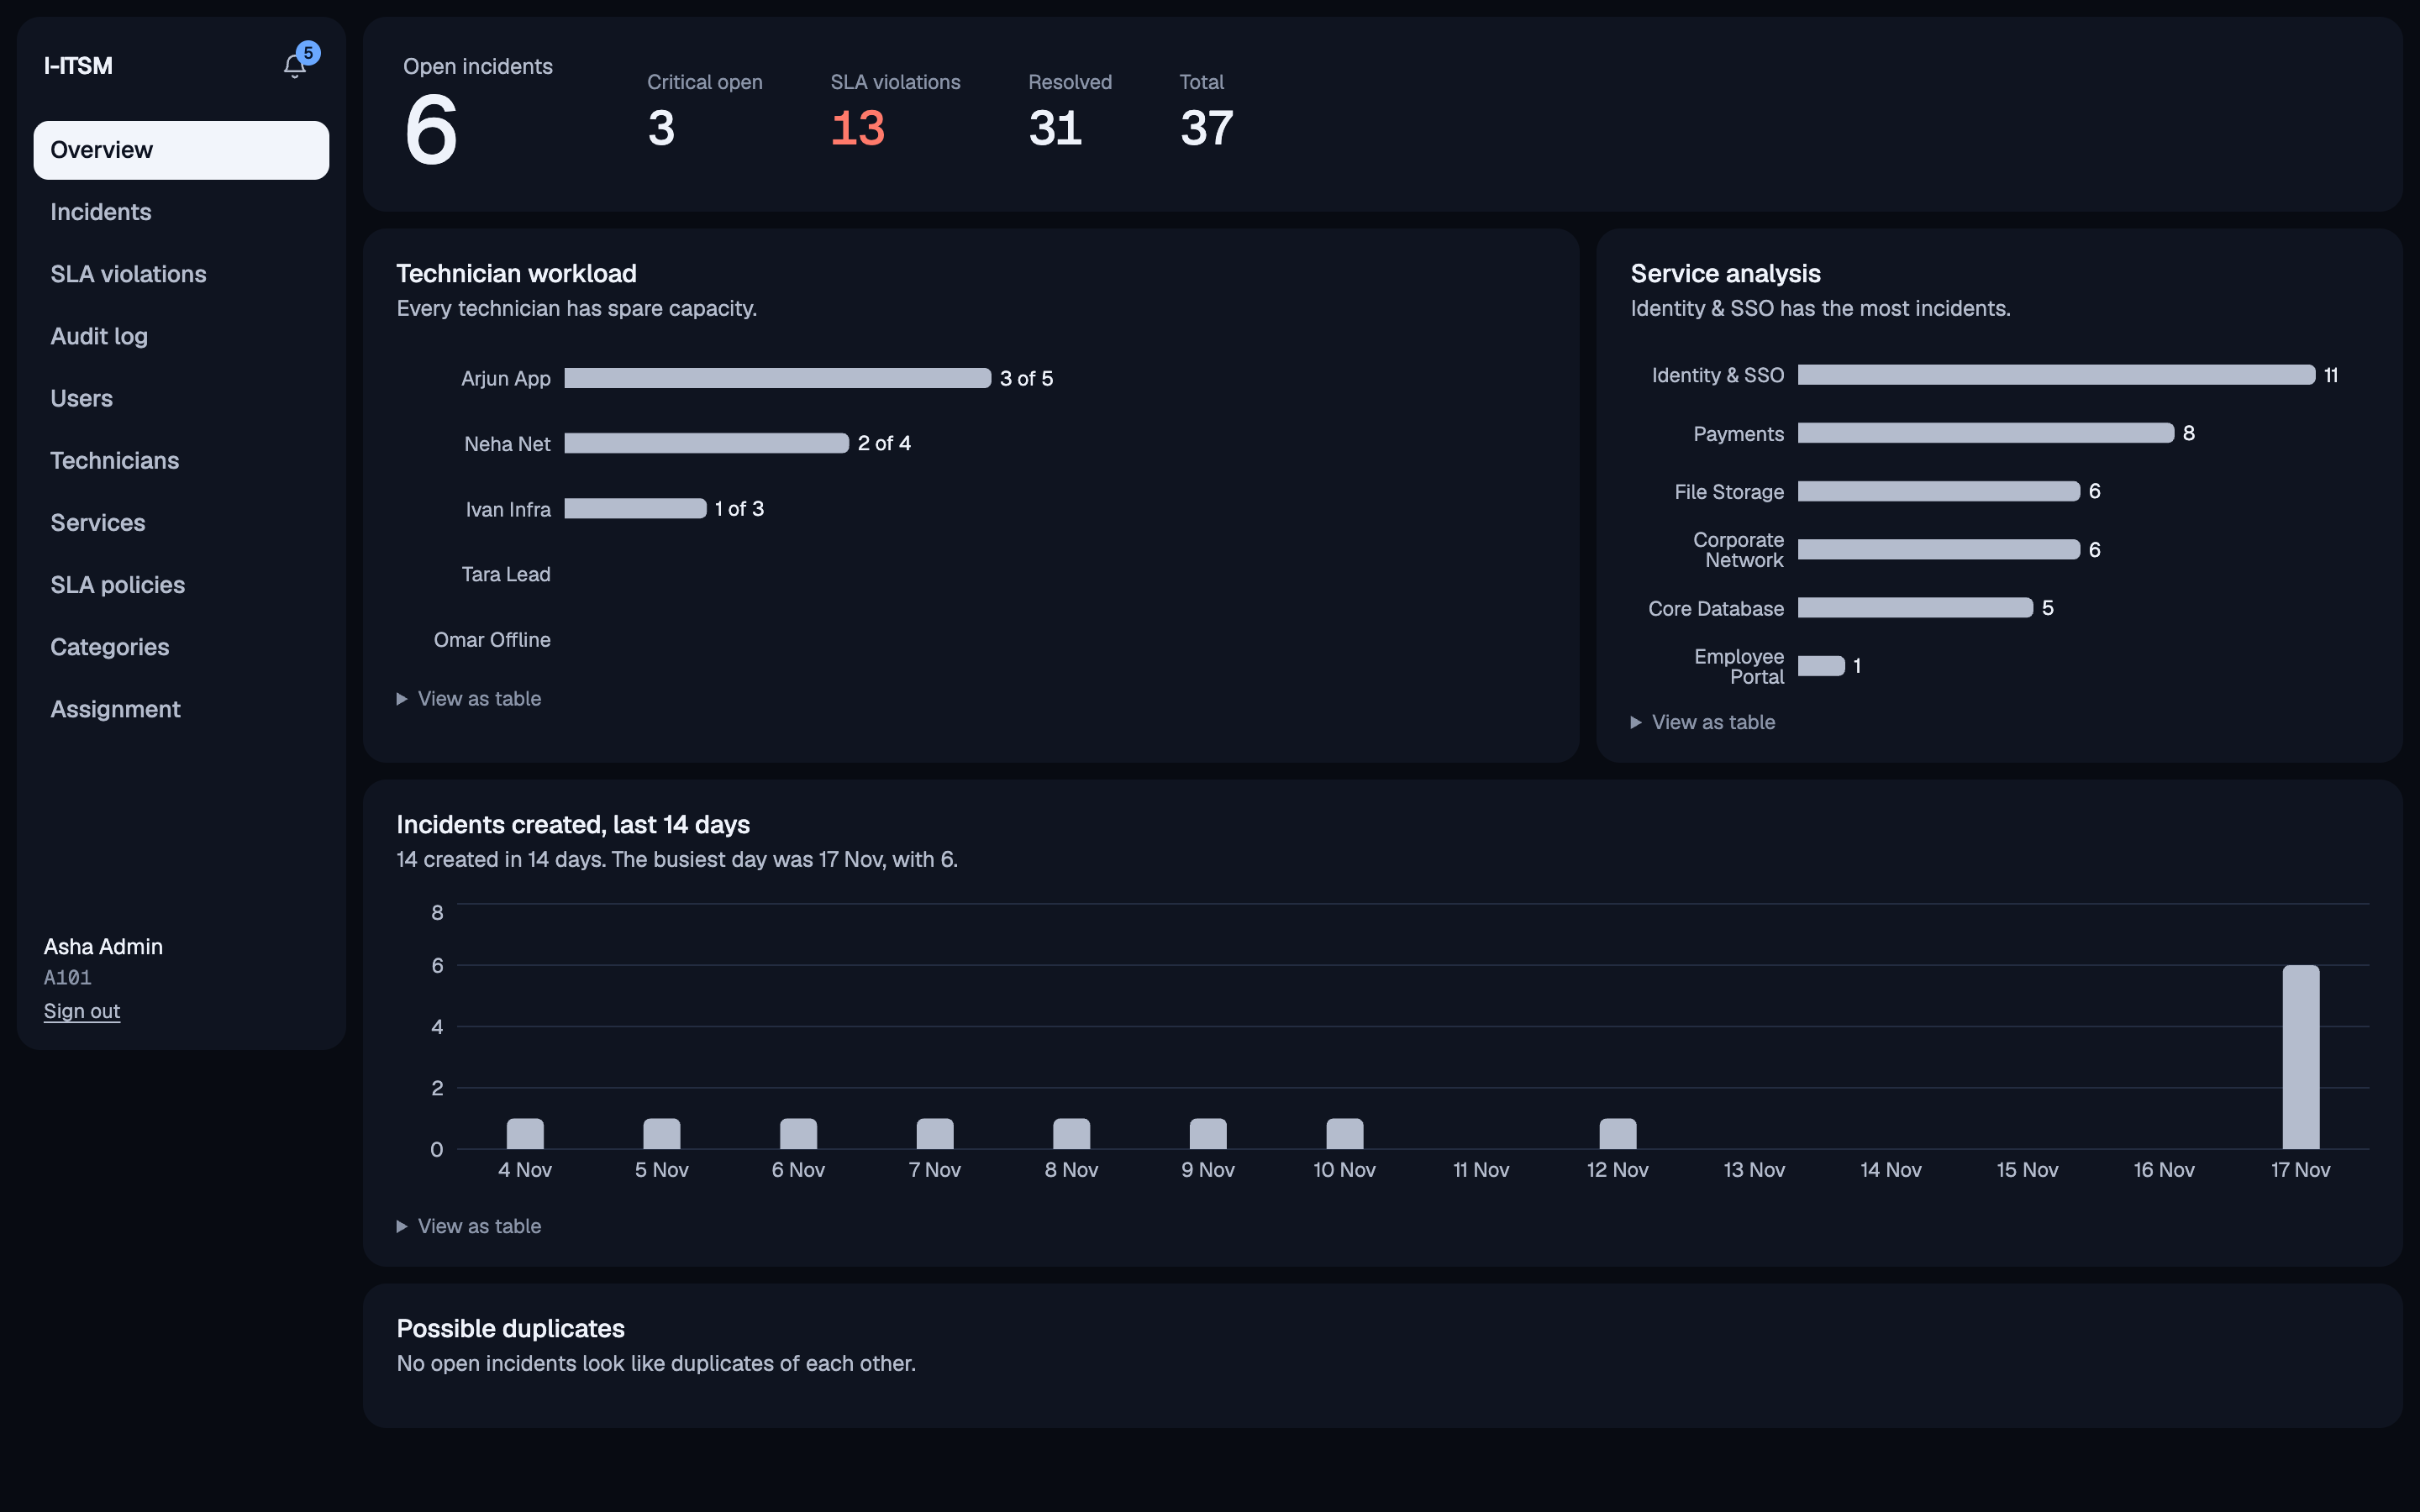 I-ITSM
5
Overview
Incidents
SLA violations
Audit log
Users
Technicians
Services
SLA policies
Categories
Assignment
Asha Admin
A101
Sign out
Open incidents
6
Critical open
3
SLA violations
13
Resolved
31
Total
37
Technician workload
Every technician has spare capacity.
Arjun App 3 of 5
Neha Net 2 of 4
Ivan Infra 1 of 3
Tara Lead
Omar Offline
View as table
Service analysis
Identity & SSO has the most incidents.
Identity & SSO 11
Payments 8
File Storage 6
Corporate
Network 6
Core Database 5
Employee
Portal 1
View as table
Incidents created, last 14 days
14 created in 14 days. The busiest day was 17 Nov, with 6.
8
6
4
2
0
4 Nov 5 Nov 6 Nov 7 Nov 8 Nov 9 Nov 10 Nov 11 Nov 12 Nov 13 Nov 14 Nov 15 Nov 16 Nov 17 Nov
View as table
Possible duplicates
No open incidents look like duplicates of each other.